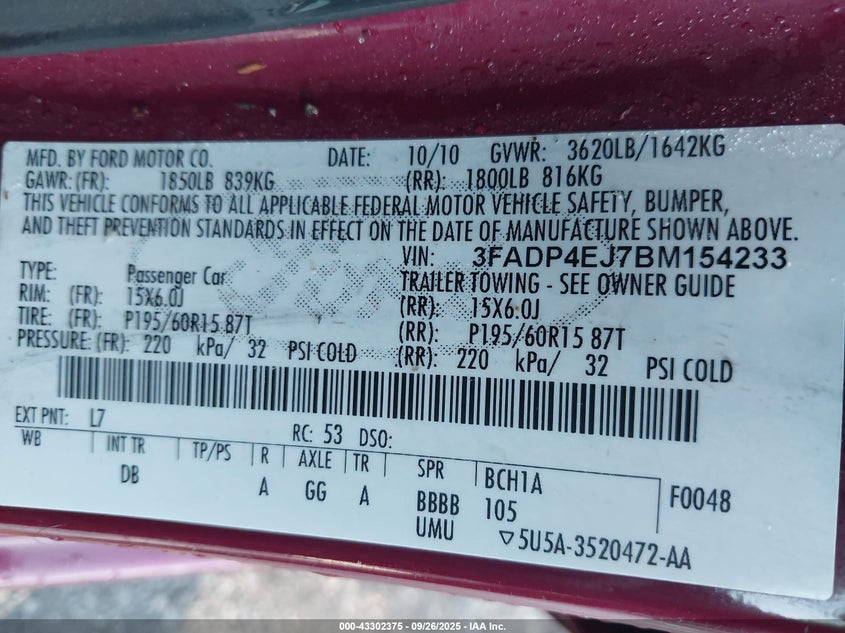 MFD. BY FORD MOTOR CO. DATE: 10/10 GVWR: 3620LB/1642KG
GAWR: (FR): 1850LB 839KG (RR): 1800LB 816KG
THIS VEHICLE CONFORMS TO ALL APPLICABLE FEDERAL MOTOR VEHICLE SAFETY, BUMPER,
AND THEFT PREVENTION STANDARDS IN EFFECT ON THE DATE OF MANUFACTURE SHOWN ABOVE.
VIN: 3FADP4EJ7BM154233
TYPE: Passenger Car TRAILER TOWING - SEE OWNER GUIDE
RIM: (FR): 15X6.0J (RR): 15X6.0J
TIRE: (FR): P195/60R15 87T (RR): P195/60R15 87T
PRESSURE: (FR): 220 kPa/ 32 PSI COLD (RR): 220 kPa/ 32 PSI COLD
EXT PNT: L7 RC: 53 DSO:
WB INT TR TP/PS R AXLE TR SPR BCH1A F0048
DB A GG A BBBB 105
UMU ▽5U5A-3520472-AA
000-43302375 - 09/26/2025 - IAA Inc.